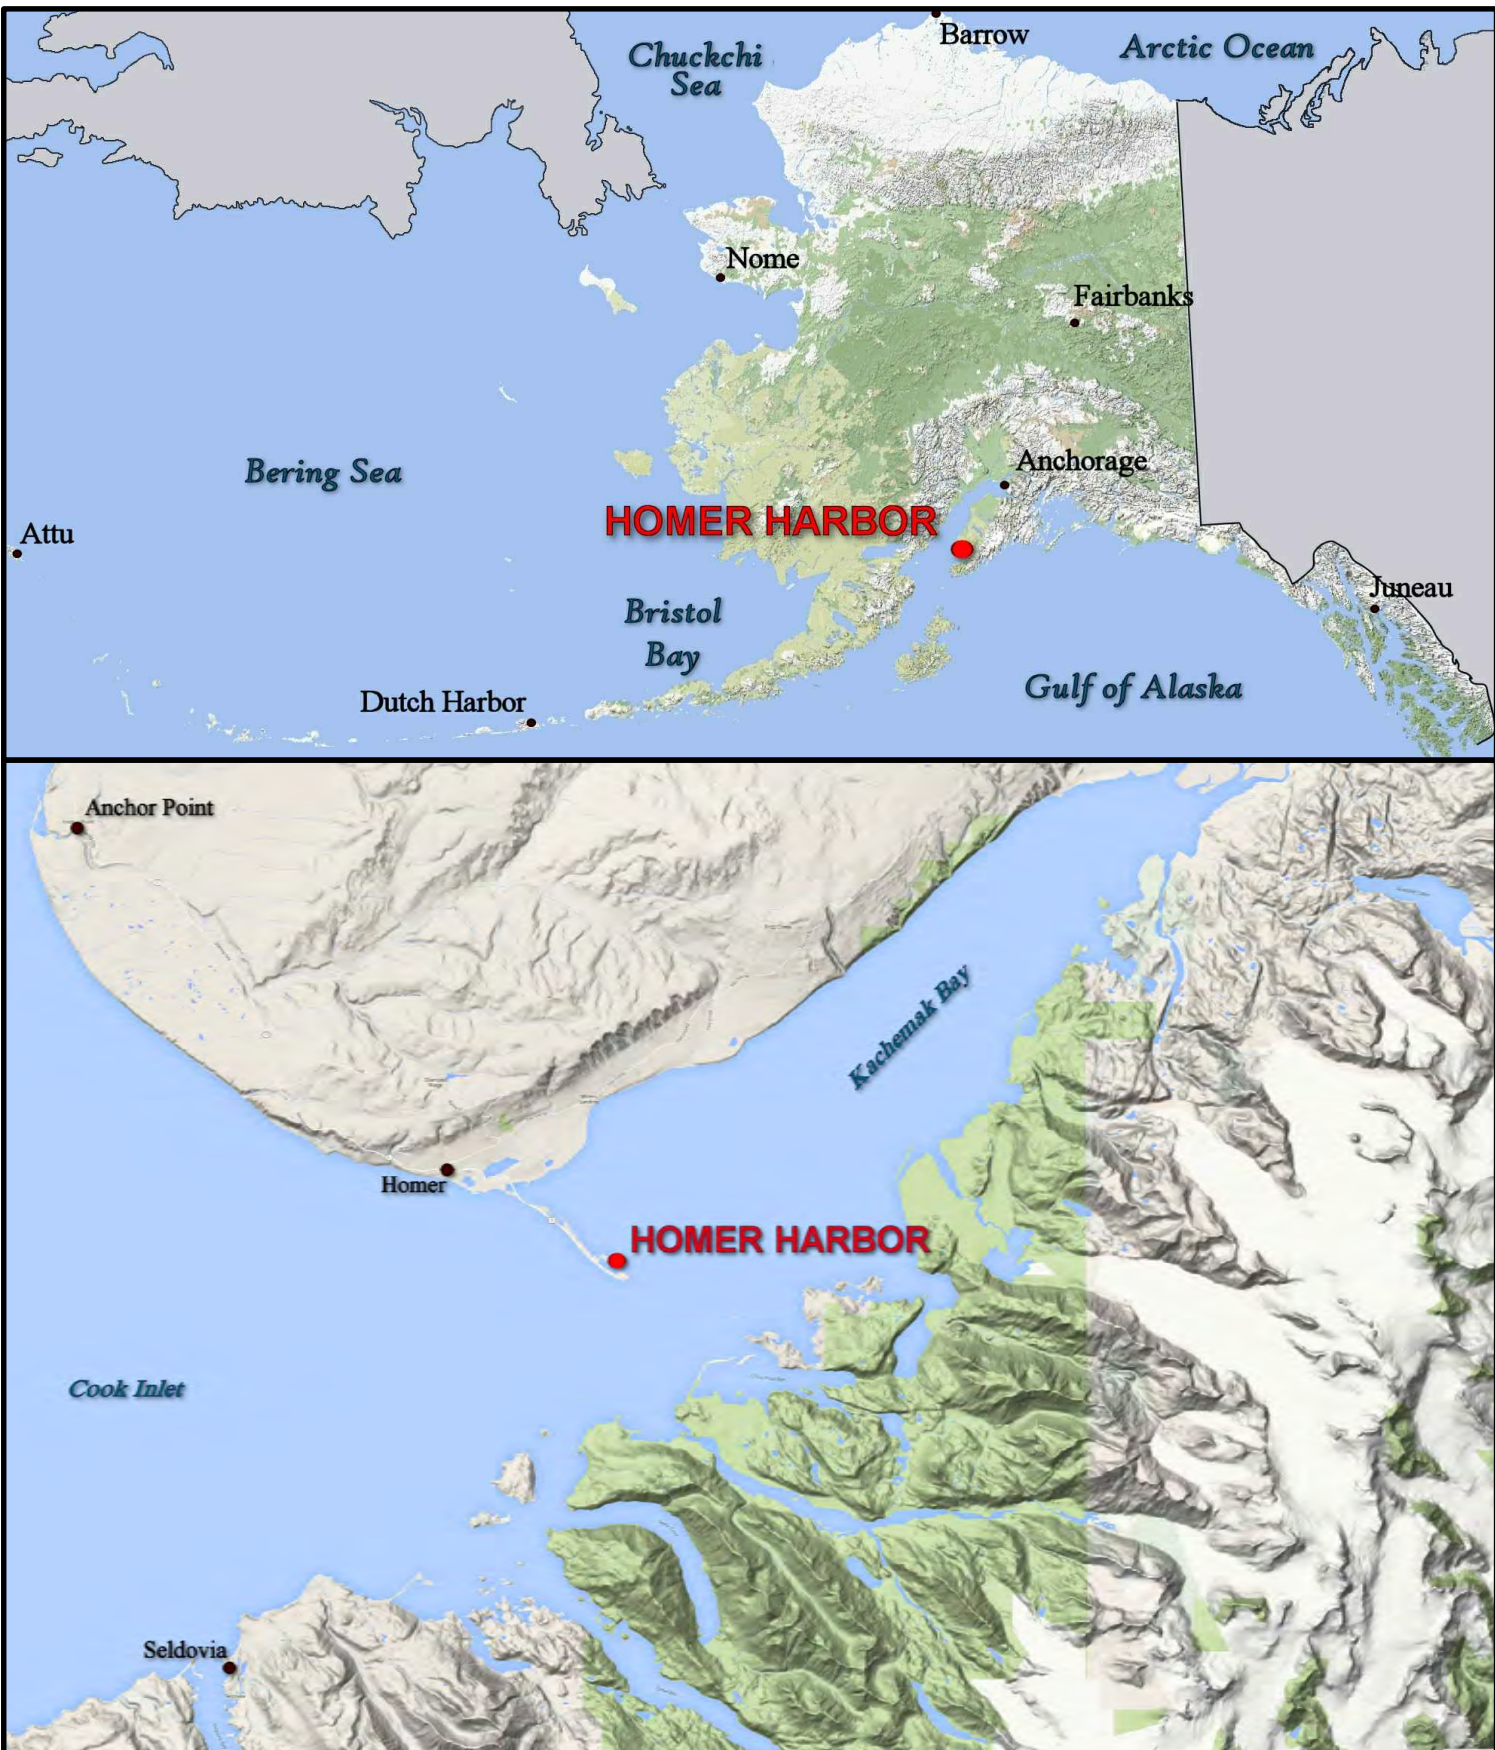 Barrow
Chuckchi
Sea
Arctic Ocean
Nome
Fairbanks
Bering Sea
Anchorage
HOMER HARBOR
Attu
Juneau
Bristol
Bay
Gulf of Alaska
Dutch Harbor
Anchor Point
Kachemak Bay
Homer
HOMER HARBOR
Cook Inlet
Seldovia